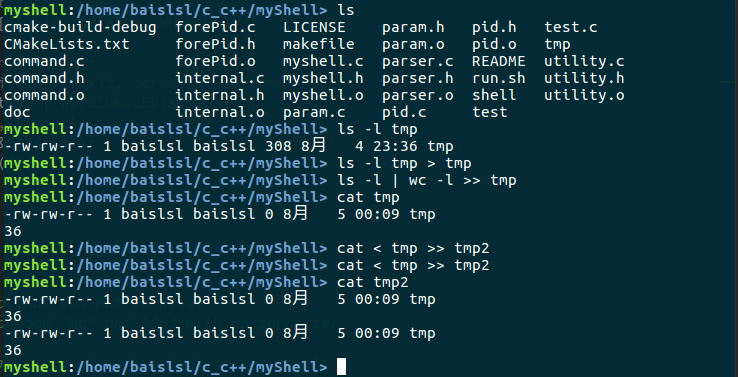 myshell:/home/baislsl/c_c++/myShell> ls
cmake-build-debug  forePid.c   LICENSE    param.h   pid.h   test.c
CMakeLists.txt     forePid.h   makefile   param.o   pid.o   tmp
command.c          forePid.o   myshell.c  parser.c  README  utility.c
command.h          internal.c  myshell.h  parser.h  run.sh  utility.h
command.o          internal.h  myshell.o  parser.o  shell   utility.o
doc                internal.o  param.c    pid.c     test
myshell:/home/baislsl/c_c++/myShell> ls -l tmp
-rw-rw-r-- 1 baislsl baislsl 308 8月   4 23:36 tmp
myshell:/home/baislsl/c_c++/myShell> ls -l tmp > tmp
myshell:/home/baislsl/c_c++/myShell> ls -l | wc -l >> tmp
myshell:/home/baislsl/c_c++/myShell> cat tmp
-rw-rw-r-- 1 baislsl baislsl 0 8月   5 00:09 tmp
36
myshell:/home/baislsl/c_c++/myShell> cat < tmp >> tmp2
myshell:/home/baislsl/c_c++/myShell> cat < tmp >> tmp2
myshell:/home/baislsl/c_c++/myShell> cat tmp2
-rw-rw-r-- 1 baislsl baislsl 0 8月   5 00:09 tmp
36
-rw-rw-r-- 1 baislsl baislsl 0 8月   5 00:09 tmp
36
myshell:/home/baislsl/c_c++/myShell>